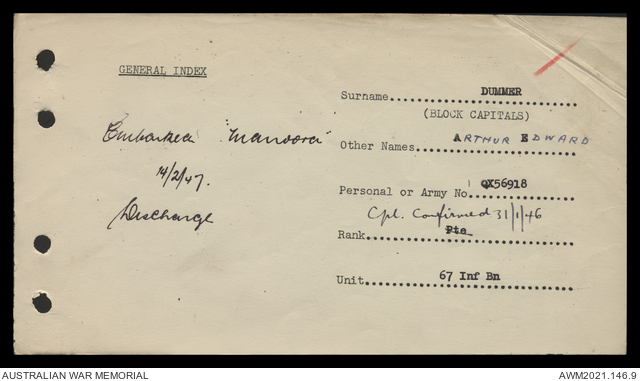 GENERAL INDEX
Embarked "Manoora"
14/2/47.
Discharge
Surname DUMMER
(BLOCK CAPITALS)
Other Names ARTHUR EDWARD
Personal or Army No. QX56918
Cpl. Confirmed 31/1/46
Rank Pte
Unit 67 Inf Bn
AUSTRALIAN WAR MEMORIAL
AWM2021.146.9